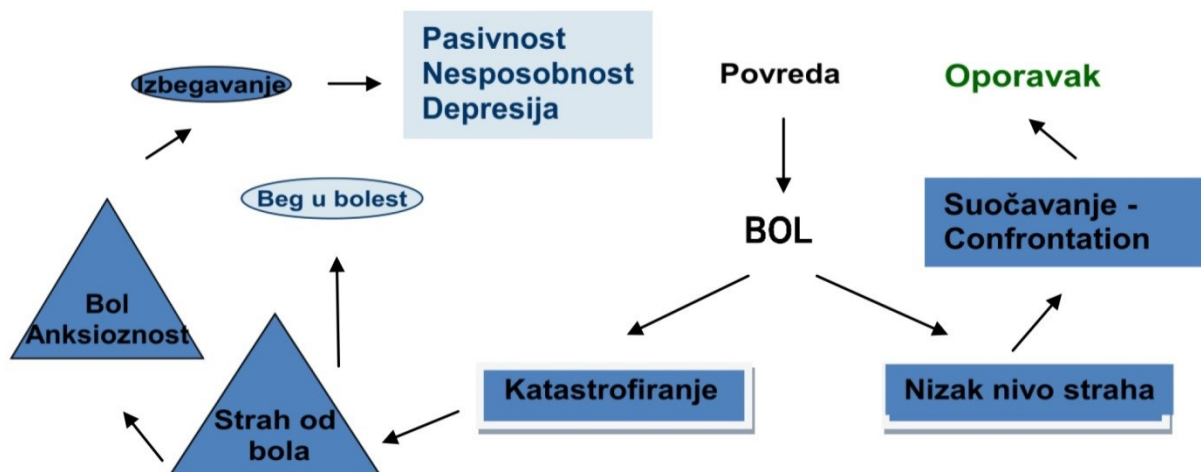 Pasivnost
Nesposobnost
Depresija
Izbegavanje
Povreda
Oporavak
Beg u bolest
BOL
Suočavanje -
Confrontation
Bol
Anksioznost
Katastrofiranje
Nizak nivo straha
Strah od
bola